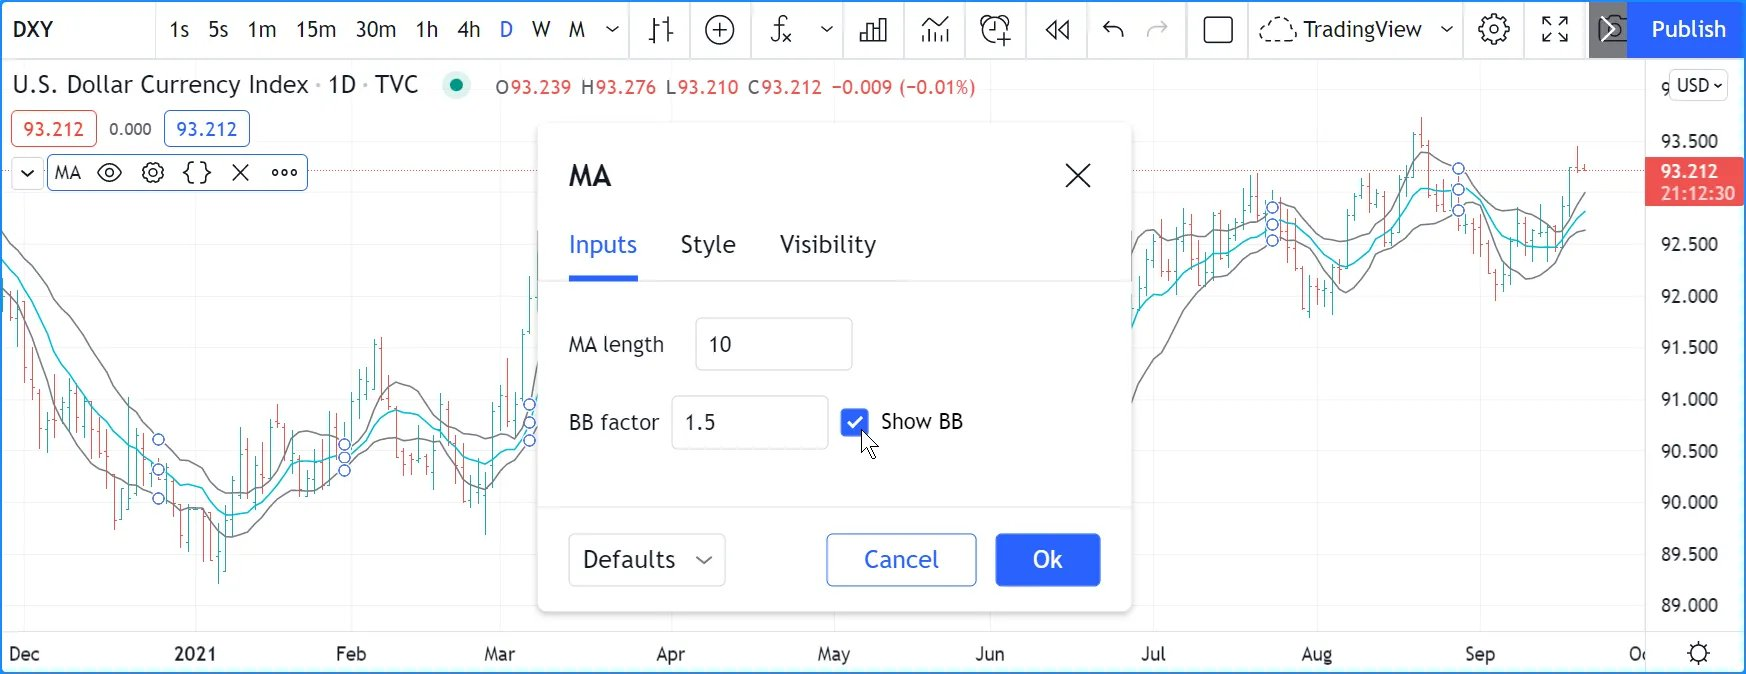 DXY 1s 5s 1m 15m 30m 1h 4h D W M TradingView Publish
U.S. Dollar Currency Index · 1D · TVC O93.239 H93.276 L93.210 C93.212 −0.009 (−0.01%) USD
93.212 0.000 93.212
MA
MA
Inputs Style Visibility
MA length 10
BB factor 1.5 Show BB
Defaults Cancel Ok
93.500
93.212
21:12:30
92.500
92.000
91.500
91.000
90.500
90.000
89.500
89.000
Dec 2021 Feb Mar Apr May Jun Jul Aug Sep